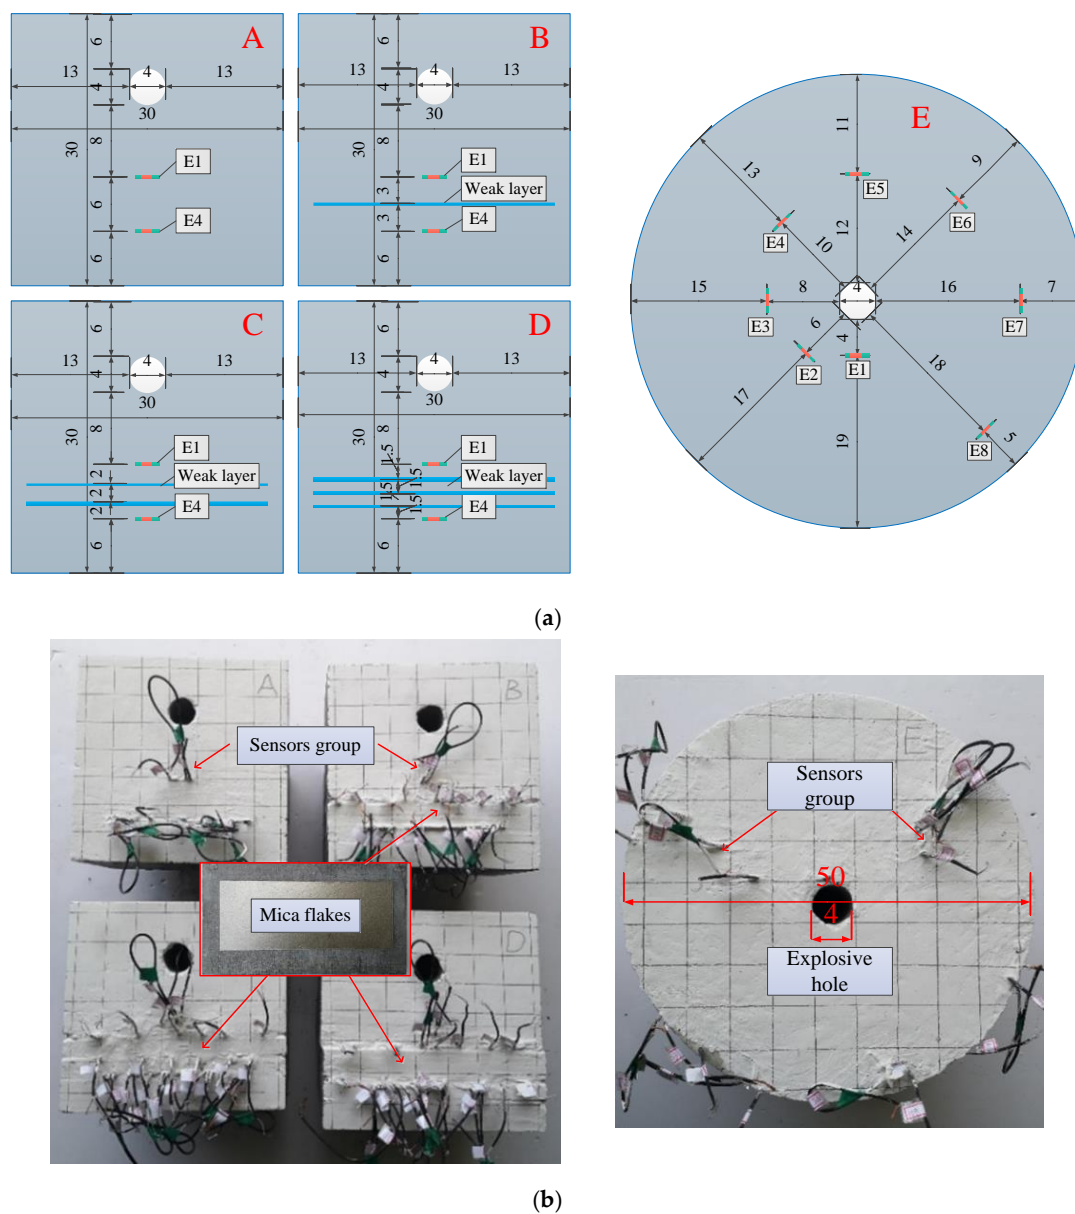 A
6
13
4
13
4
30
30
8
E1
6
E4
6
B
6
13
4
13
4
30
30
8
E1
3
Weak layer
3
E4
6
C
6
13
4
13
4
30
30
8
E1
2
Weak layer
2
2
E4
6
D
6
13
4
13
4
30
30
8
E1
1.5
Weak layer
1.5
1.5
1.5
E4
6
E
11
13
9
E5
E6
E4
12
14
10
15
8
4
16
7
E3
6
4
E7
E2
E1
18
17
19
5
E8
(a)
A
B
Sensors group
Mica flakes
D
E
Sensors
group
50
4
Explosive
hole
(b)